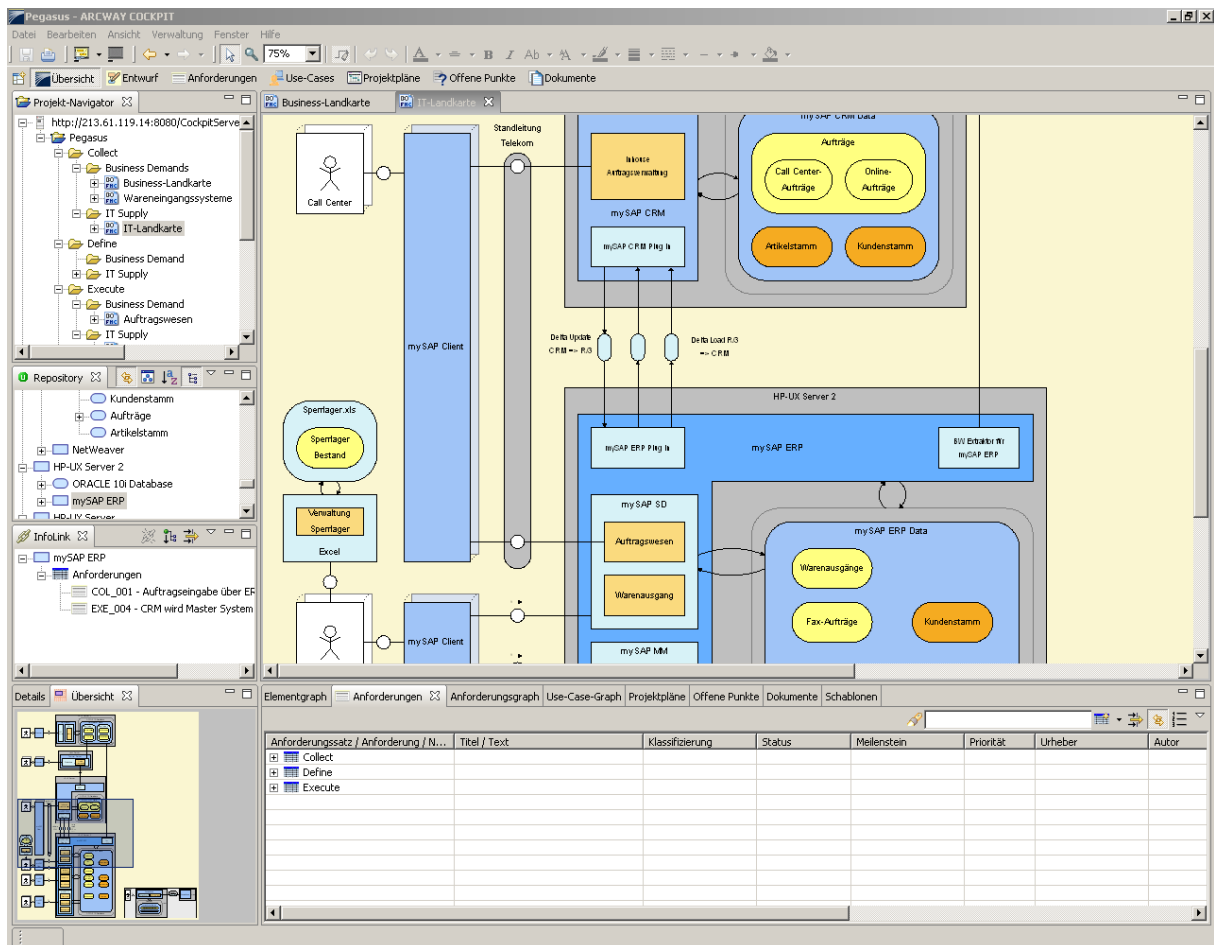 Pegasus - ARCWAY COCKPIT
Datei Bearbeiten Ansicht Verwaltung Fenster Hilfe
75%
Übersicht Entwurf Anforderungen Use-Cases Projektpläne Offene Punkte Dokumente
Projekt-Navigator
http://213.61.119.14:8080/CockpitServe
Pegasus
Collect
Business Demands
Business-Landkarte
Wareneingangssysteme
IT Supply
IT-Landkarte
Define
Business Demand
IT Supply
Execute
Business Demand
Auftragswesen
IT Supply
Repository
Kundenstamm
Aufträge
Artikelstamm
NetWeaver
HP-UX Server 2
ORACLE 10i Database
mySAP ERP
HP-UX Server
InfoLink
mySAP ERP
Anforderungen
COL_001 - Auftragseingabe über ER
EXE_004 - CRM wird Master System
Details Übersicht
Business-Landkarte IT-Landkarte
Call Center
mySAP Client
Standleitung
Telekom
Inhouse
Auftragsverwaltung
mySAP CRM
mySAP CRM Plug In
mySAP CRM Data
Aufträge
Call Center-
Aufträge
Online-
Aufträge
Artikelstamm
Kundenstamm
Delta Update
CRM => R/3
Delta Load R/3
=> CRM
HP-UX Server 2
mySAP ERP Plug In
mySAP ERP
BW Extraktor für
mySAP ERP
Sperrlager.xls
Sperrlager
Bestand
Verwaltung
Sperrlager
Excel
mySAP SD
Auftragswesen
Warenausgang
mySAP MM
mySAP ERP Data
Warenausgänge
Fax-Aufträge
Kundenstamm
mySAP Client
Elementgraph Anforderungen Anforderungsgraph Use-Case-Graph Projektpläne Offene Punkte Dokumente Schablonen
Anforderungssatz / Anforderung / N... Titel / Text Klassifizierung Status Meilenstein Priorität Urheber Autor
Collect
Define
Execute